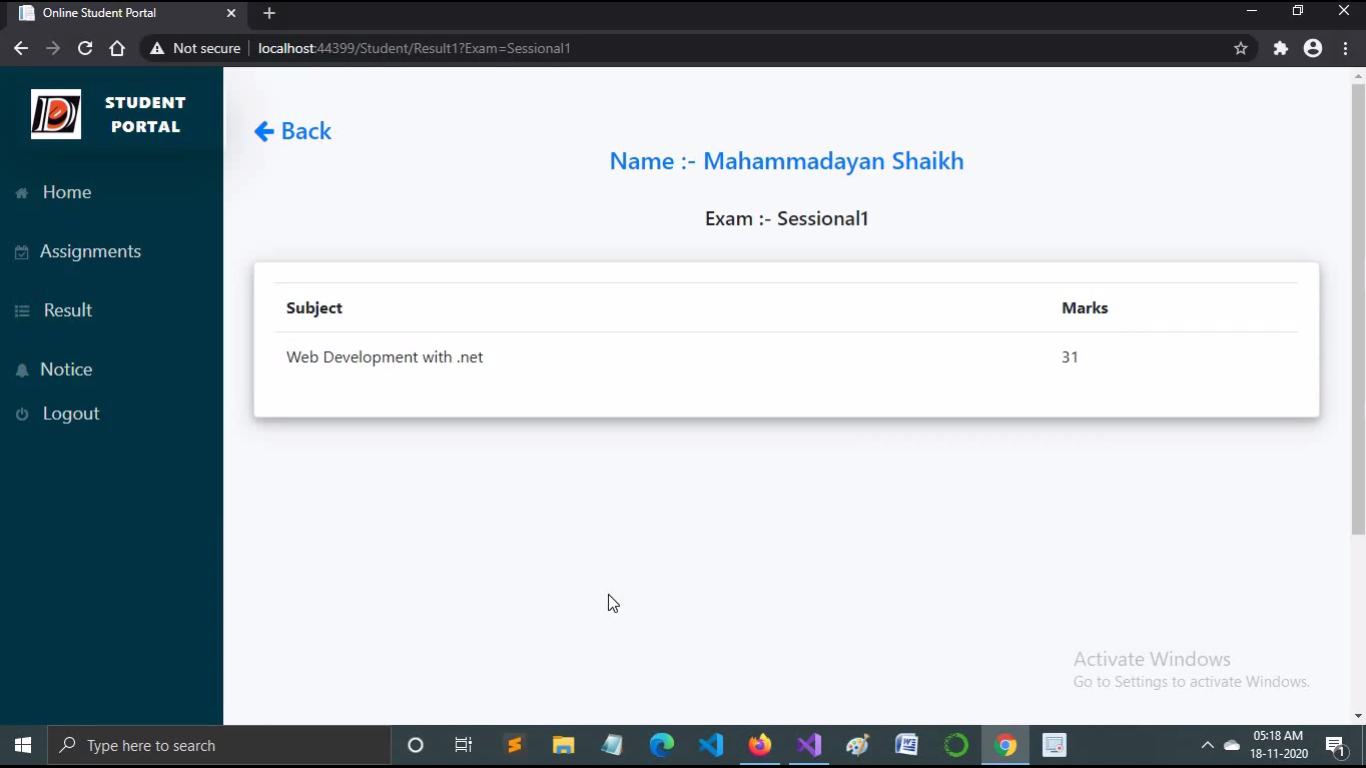 Online Student Portal
Not secure
localhost:44399/Student/Result1?Exam=Sessional1
STUDENT
PORTAL
Home
Assignments
Result
Notice
Logout
Back
Name :- Mahammadayan Shaikh
Exam :- Sessional1
Subject Marks
Web Development with .net 31
Activate Windows
Go to Settings to activate Windows.
Type here to search
05:18 AM
18-11-2020
1